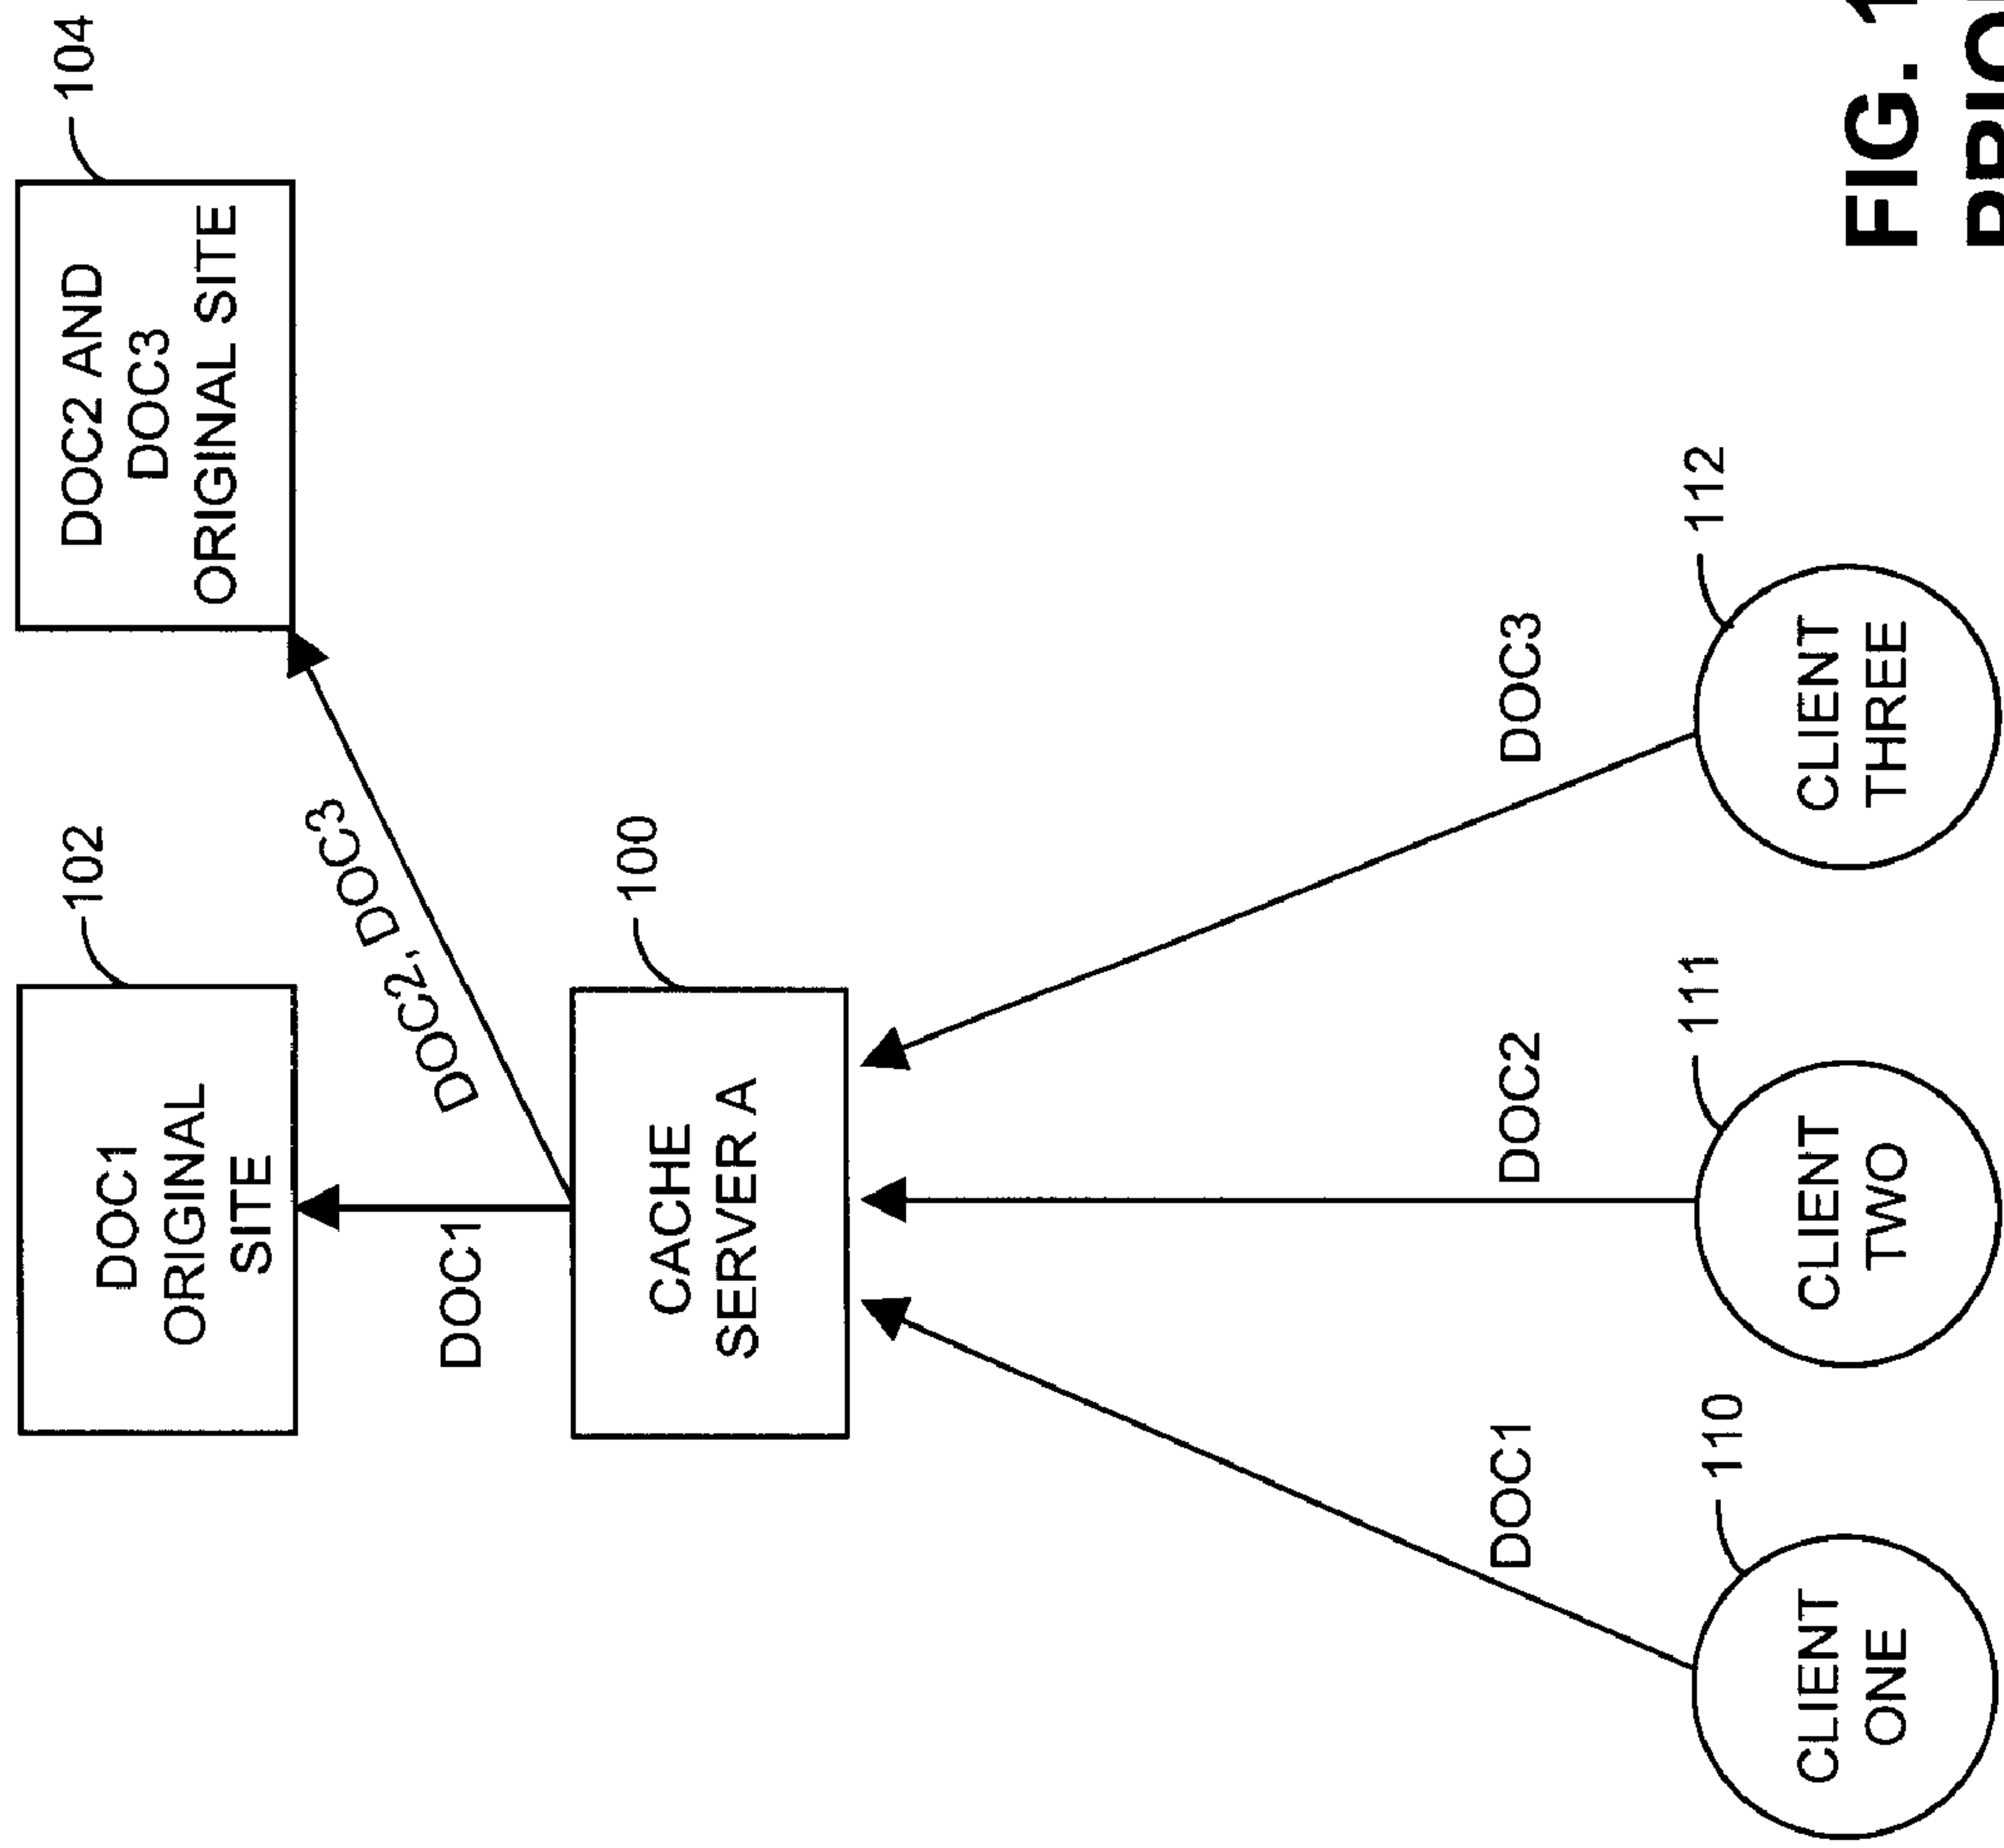 DOC1
ORIGINAL
SITE
102
DOC2 AND
DOC3
ORIGINAL SITE
104
DOC1
DOC2, DOC3
CACHE
SERVER A
100
DOC1
DOC2
DOC3
CLIENT
ONE
110
CLIENT
TWO
111
CLIENT
THREE
112
FIG. 1